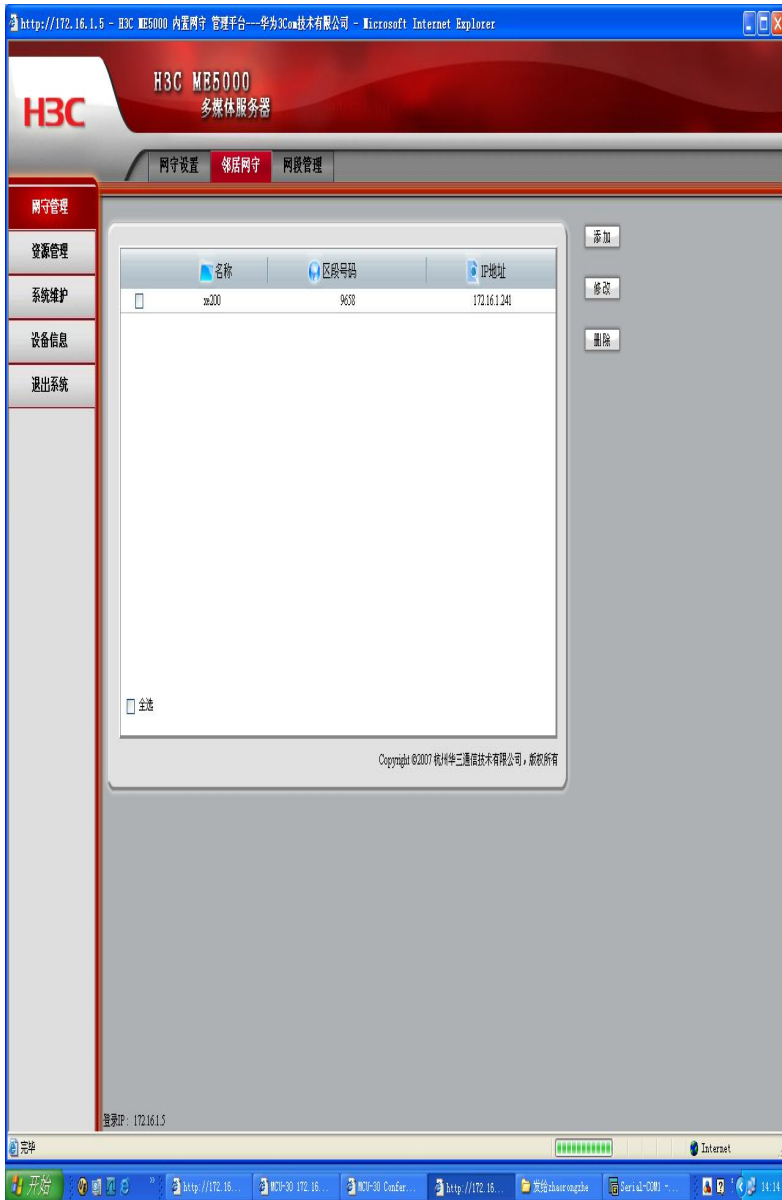 http://172.16.1.5 - H3C ME5000 内置网守 管理平台---华为3Com技术有限公司 - Microsoft Internet Explorer
H3C
H3C ME5000
多媒体服务器
网守设置 邻居网守 网段管理
网守管理
资源管理
系统维护
设备信息
退出系统
名称 区段号码 IP地址
xe200 9658 172.16.1.241
全选
添加
修改
删除
Copyright ©2007 杭州华三通信技术有限公司，版权所有
登录IP: 172.16.1.5
完毕 Internet
开始 http://172.16... MCU-30 172.16... MCU-30 Confer... http://172.16... 发给zhaorongzhe Serial-COM1 -...